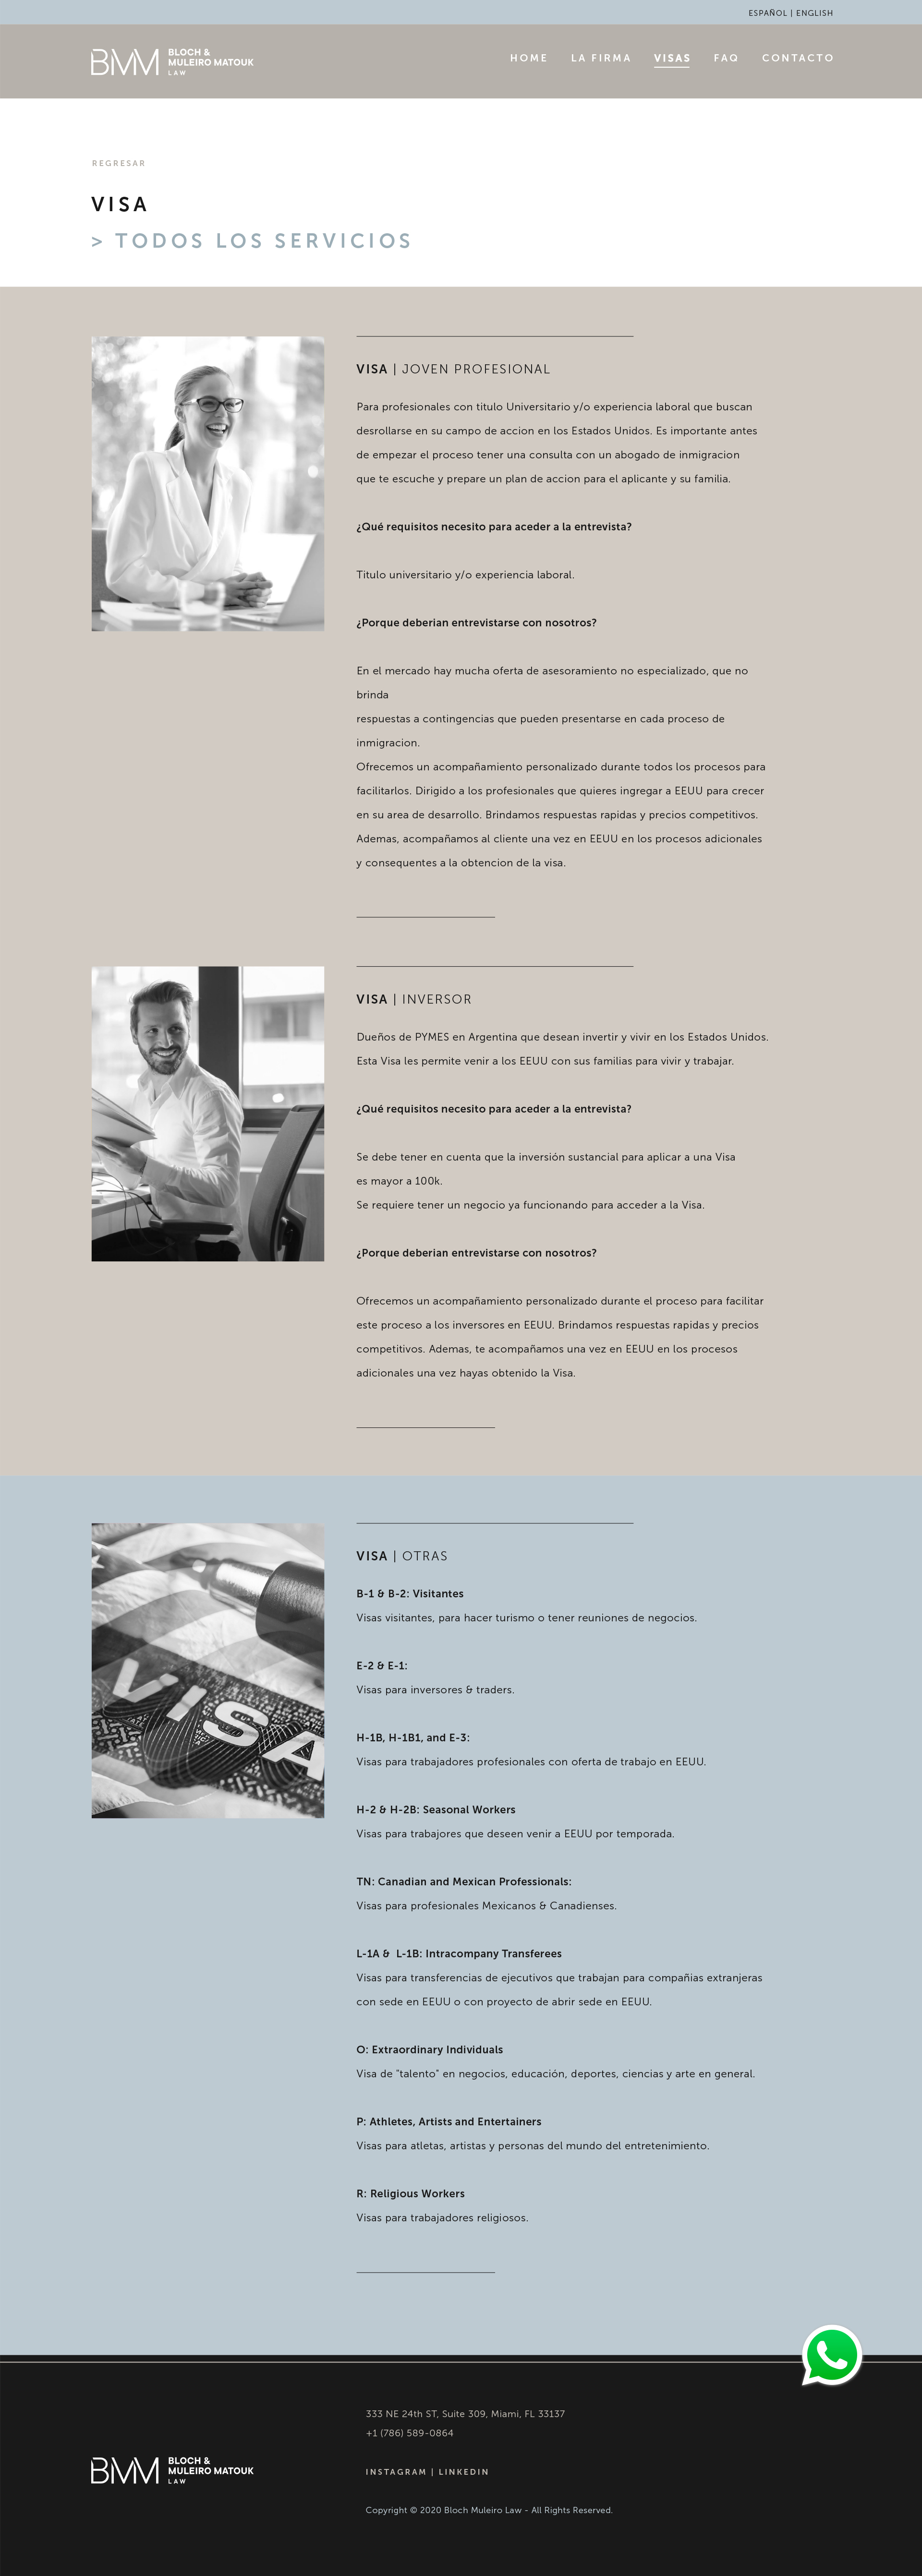 ESPAÑOL | ENGLISH
BMM BLOCH &
MULEIRO MATOUK
LAW
HOME LA FIRMA VISAS FAQ CONTACTO
REGRESAR
VISA
> TODOS LOS SERVICIOS
VISA | JOVEN PROFESIONAL
Para profesionales con titulo Universitario y/o experiencia laboral que buscan
desrollarse en su campo de accion en los Estados Unidos. Es importante antes
de empezar el proceso tener una consulta con un abogado de inmigracion
que te escuche y prepare un plan de accion para el aplicante y su familia.
¿Qué requisitos necesito para aceder a la entrevista?
Titulo universitario y/o experiencia laboral.
¿Porque deberian entrevistarse con nosotros?
En el mercado hay mucha oferta de asesoramiento no especializado, que no
brinda
respuestas a contingencias que pueden presentarse en cada proceso de
inmigracion.
Ofrecemos un acompañamiento personalizado durante todos los procesos para
facilitarlos. Dirigido a los profesionales que quieres ingregar a EEUU para crecer
en su area de desarrollo. Brindamos respuestas rapidas y precios competitivos.
Ademas, acompañamos al cliente una vez en EEUU en los procesos adicionales
y consequentes a la obtencion de la visa.
VISA | INVERSOR
Dueños de PYMES en Argentina que desean invertir y vivir en los Estados Unidos.
Esta Visa les permite venir a los EEUU con sus familias para vivir y trabajar.
¿Qué requisitos necesito para aceder a la entrevista?
Se debe tener en cuenta que la inversión sustancial para aplicar a una Visa
es mayor a 100k.
Se requiere tener un negocio ya funcionando para acceder a la Visa.
¿Porque deberian entrevistarse con nosotros?
Ofrecemos un acompañamiento personalizado durante el proceso para facilitar
este proceso a los inversores en EEUU. Brindamos respuestas rapidas y precios
competitivos. Ademas, te acompañamos una vez en EEUU en los procesos
adicionales una vez hayas obtenido la Visa.
VISA
VISA | OTRAS
B-1 & B-2: Visitantes
Visas visitantes, para hacer turismo o tener reuniones de negocios.
E-2 & E-1:
Visas para inversores & traders.
H-1B, H-1B1, and E-3:
Visas para trabajadores profesionales con oferta de trabajo en EEUU.
H-2 & H-2B: Seasonal Workers
Visas para trabajores que deseen venir a EEUU por temporada.
TN: Canadian and Mexican Professionals:
Visas para profesionales Mexicanos & Canadienses.
L-1A & L-1B: Intracompany Transferees
Visas para transferencias de ejecutivos que trabajan para compañias extranjeras
con sede en EEUU o con proyecto de abrir sede en EEUU.
O: Extraordinary Individuals
Visa de "talento" en negocios, educación, deportes, ciencias y arte en general.
P: Athletes, Artists and Entertainers
Visas para atletas, artistas y personas del mundo del entretenimiento.
R: Religious Workers
Visas para trabajadores religiosos.
333 NE 24th ST, Suite 309, Miami, FL 33137
+1 (786) 589-0864
BMM BLOCH &
MULEIRO MATOUK
LAW
INSTAGRAM | LINKEDIN
Copyright © 2020 Bloch Muleiro Law - All Rights Reserved.